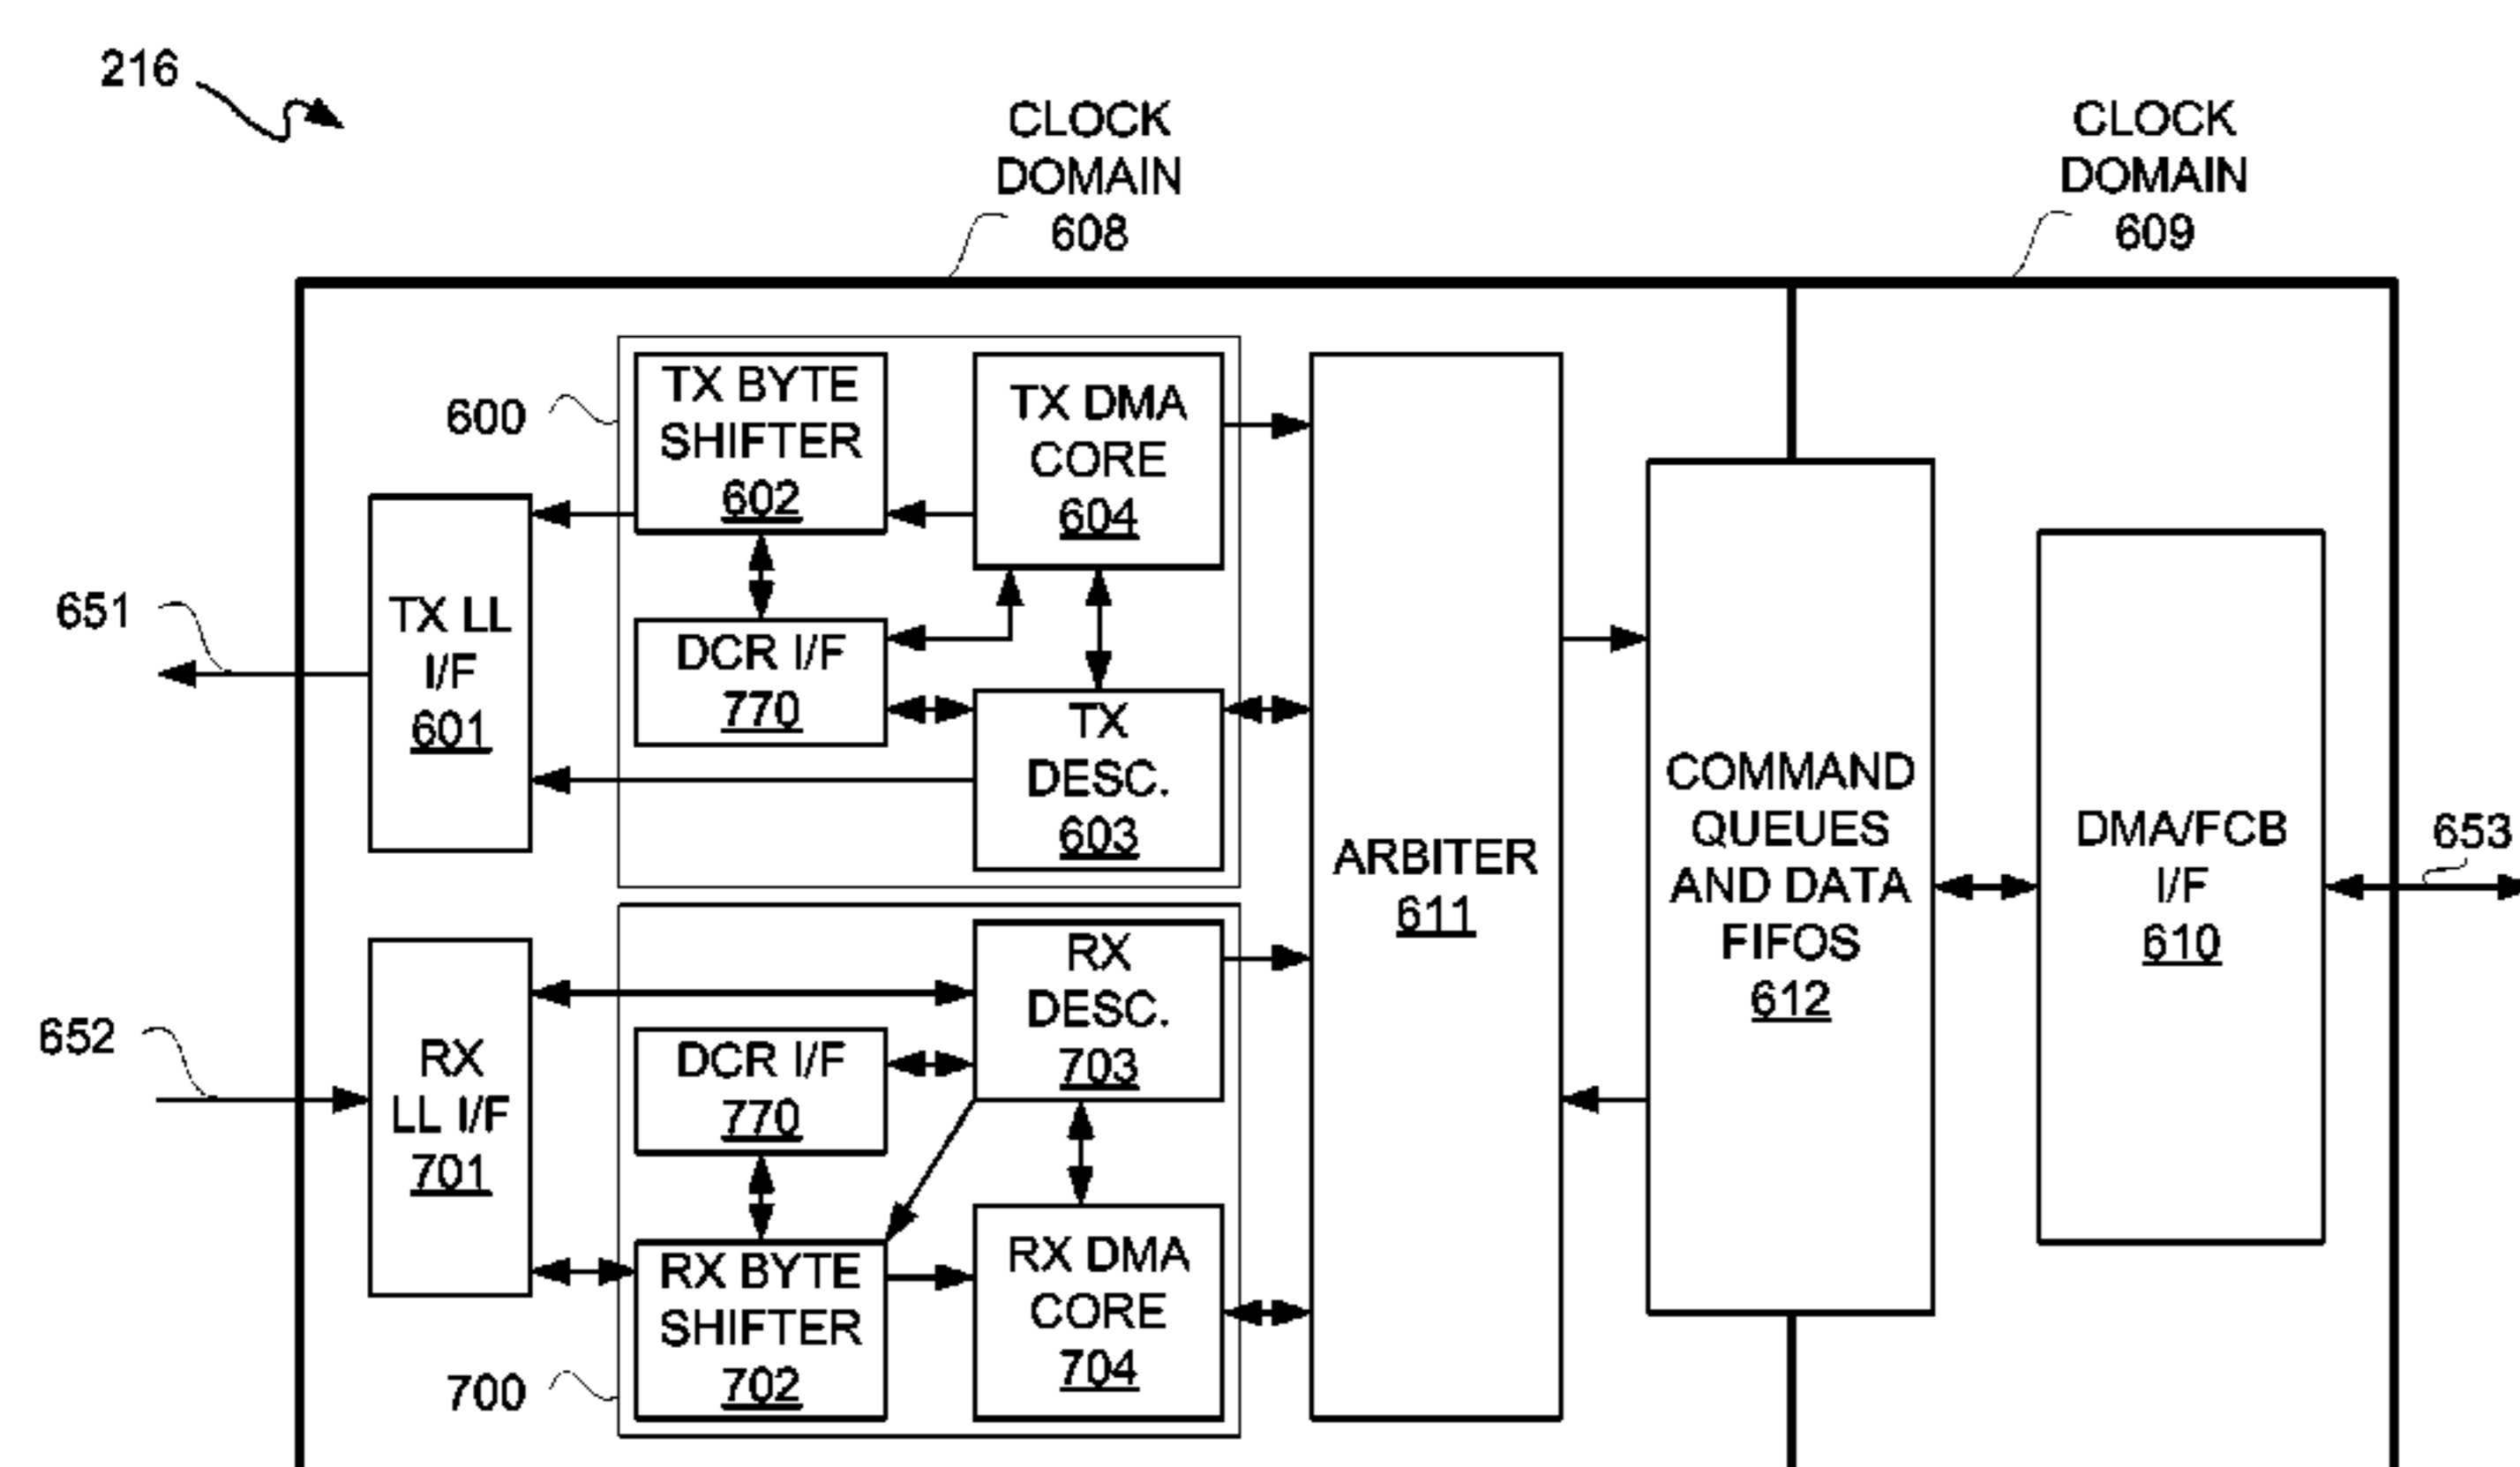 216
CLOCK
DOMAIN
608
CLOCK
DOMAIN
609
600
TX BYTE
SHIFTER
602
TX DMA
CORE
604
651
TX LL
I/F
601
DCR I/F
770
TX
DESC.
603
ARBITER
611
COMMAND
QUEUES
AND DATA
FIFOS
612
DMA/FCB
I/F
610
653
652
RX
LL I/F
701
RX
DESC.
703
DCR I/F
770
RX BYTE
SHIFTER
702
RX DMA
CORE
704
700